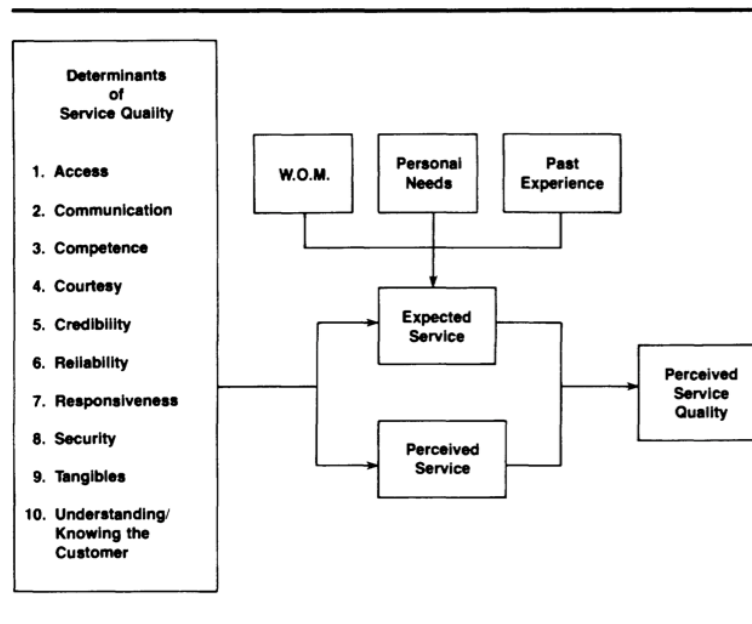 Determinants
of
Service Quality
1. Access
2. Communication
3. Competence
4. Courtesy
5. Credibility
6. Reliability
7. Responsiveness
8. Security
9. Tangibles
10. Understanding/
Knowing the
Customer
W.O.M.
Personal
Needs
Past
Experience
Expected
Service
Perceived
Service
Perceived
Service
Quality